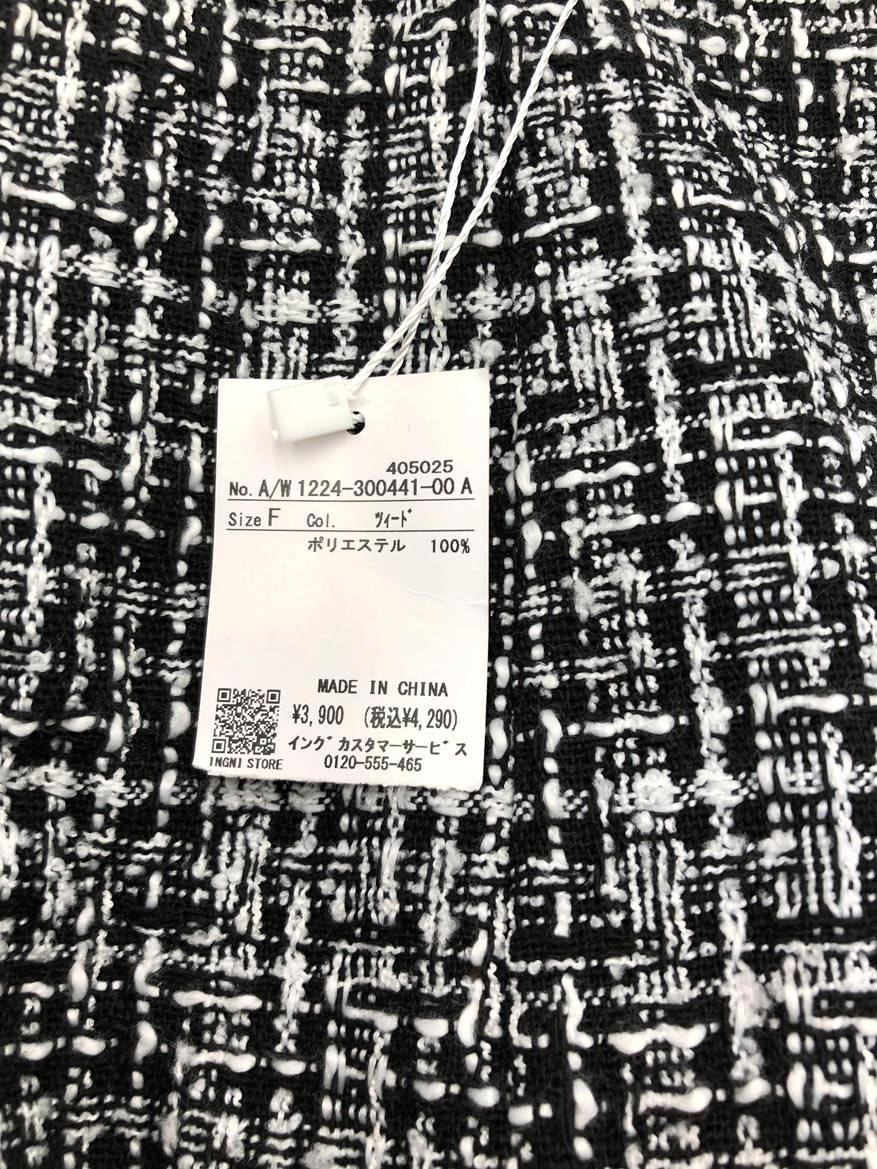 405025
No. A/W 1224-300441-00 A
Size F Col. ﾂｨｰﾄﾞ
ポリエステル 100%
MADE IN CHINA
¥3,900 (税込¥4,290)
イングカスタマーサービス
INGNI STORE 0120-555-465